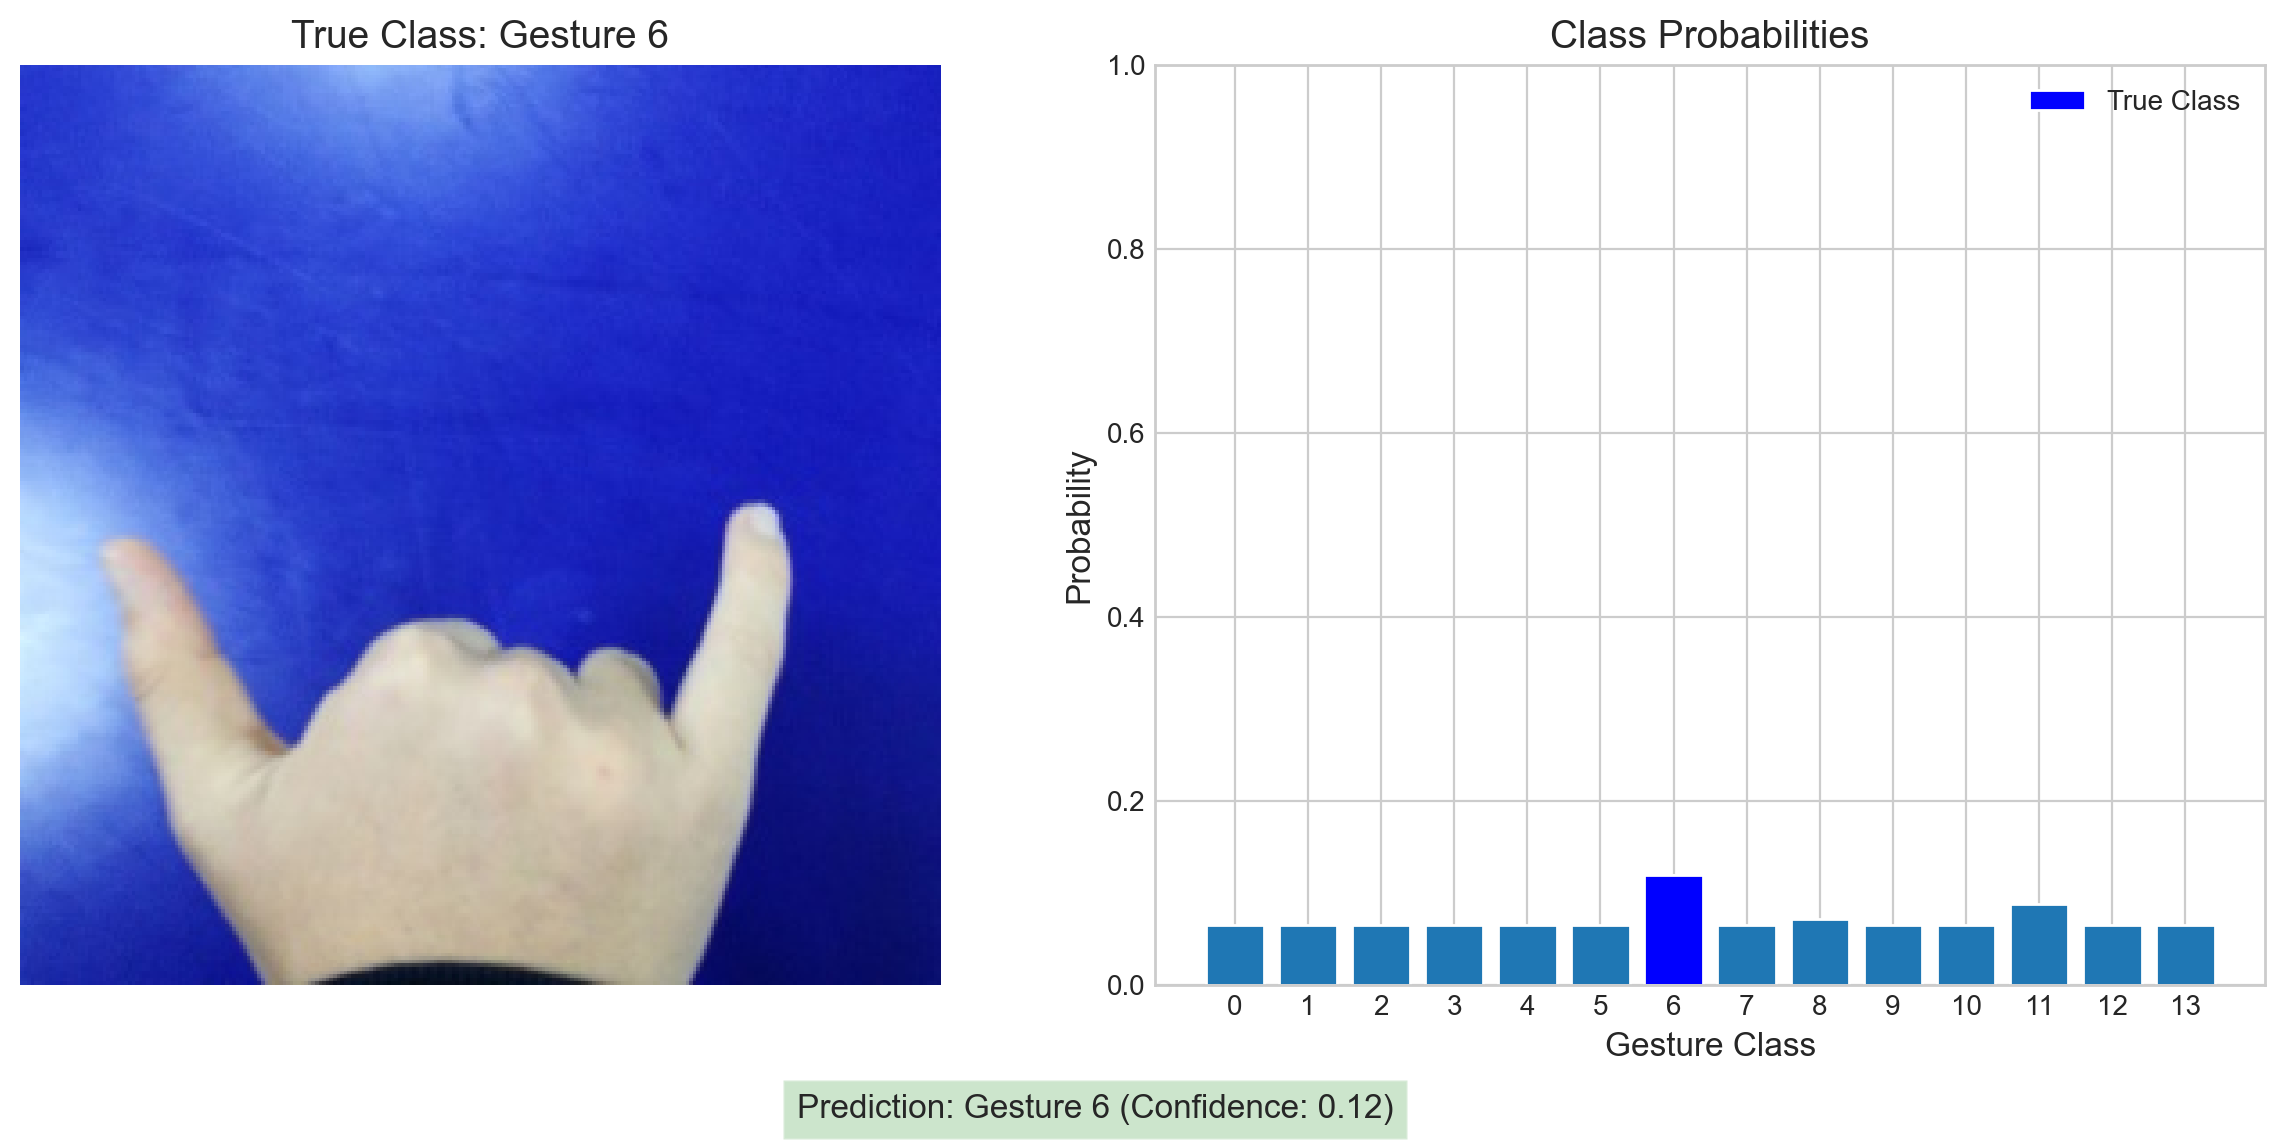 True Class: Gesture 6
Class Probabilities
True Class
1.0
0.8
0.6
0.4
0.2
0.0
Probability
0 1 2 3 4 5 6 7 8 9 10 11 12 13
Gesture Class
Prediction: Gesture 6 (Confidence: 0.12)